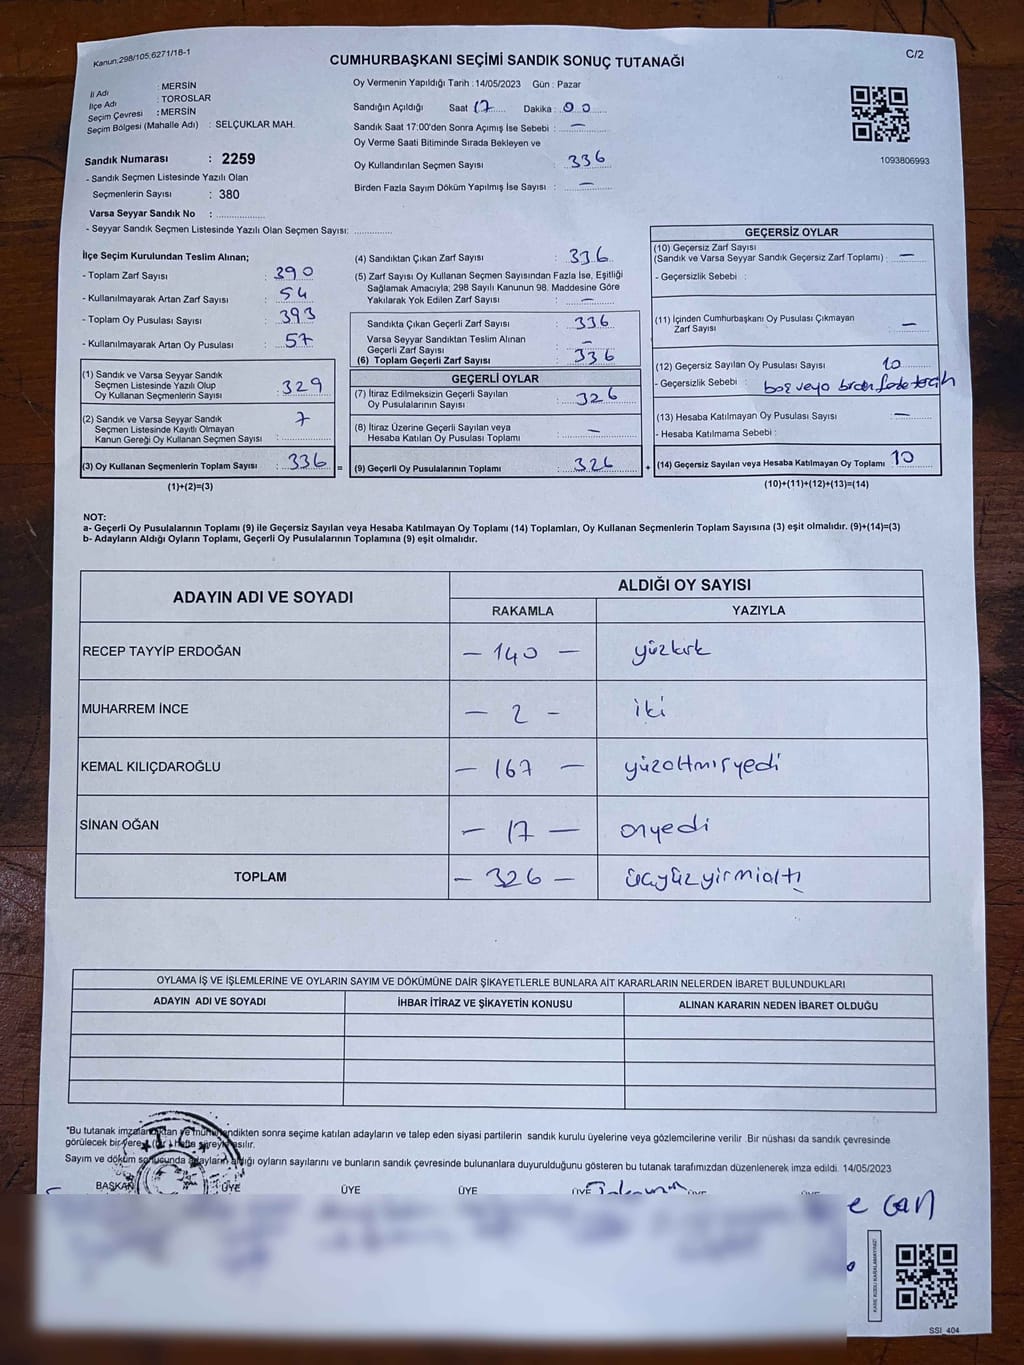 Kanun.298/105;6271/18-1
CUMHURBAŞKANI SEÇİMİ SANDIK SONUÇ TUTANAĞI
C/2
İl Adı : MERSİN
İlçe Adı : TOROSLAR
Seçim Çevresi : MERSİN
Seçim Bölgesi (Mahalle Adı) : SELÇUKLAR MAH.
Sandık Numarası : 2259
- Sandık Seçmen Listesinde Yazılı Olan
Seçmenlerin Sayısı : 380
Varsa Seyyar Sandık No :
- Seyyar Sandık Seçmen Listesinde Yazılı Olan Seçmen Sayısı:
Oy Vermenin Yapıldığı Tarih : 14/05/2023 Gün : Pazar
Sandığın Açıldığı Saat 17 Dakika : 00
Sandık Saat 17:00'den Sonra Açımış İse Sebebi : —
Oy Verme Saati Bitiminde Sırada Bekleyen ve
Oy Kullandırılan Seçmen Sayısı : 336
Birden Fazla Sayım Döküm Yapılmış İse Sayısı : —
1093806993
İlçe Seçim Kurulundan Teslim Alınan;
- Toplam Zarf Sayısı : 390
- Kullanılmayarak Artan Zarf Sayısı : 54
- Toplam Oy Pusulası Sayısı : 393
- Kullanılmayarak Artan Oy Pusulası : 57
(1) Sandık ve Varsa Seyyar Sandık
Seçmen Listesinde Yazılı Olup
Oy Kullanan Seçmenlerin Sayısı : 329
(2) Sandık ve Varsa Seyyar Sandık
Seçmen Listesinde Kayıtlı Olmayan
Kanun Gereği Oy Kullanan Seçmen Sayısı : 7
(3) Oy Kullanan Seçmenlerin Toplam Sayısı : 336
(1)+(2)=(3)
(4) Sandıktan Çıkan Zarf Sayısı : 336
(5) Zarf Sayısı Oy Kullanan Seçmen Sayısından Fazla İse, Eşitliği
Sağlamak Amacıyla; 298 Sayılı Kanunun 98. Maddesine Göre
Yakılarak Yok Edilen Zarf Sayısı : —
Sandıkta Çıkan Geçerli Zarf Sayısı : 336
Varsa Seyyar Sandıktan Teslim Alınan
Geçerli Zarf Sayısı : —
(6) Toplam Geçerli Zarf Sayısı : 336
GEÇERLİ OYLAR
(7) İtiraz Edilmeksizin Geçerli Sayılan
Oy Pusulalarının Sayısı : 326
(8) İtiraz Üzerine Geçerli Sayılan veya
Hesaba Katılan Oy Pusulası Toplamı : —
= (9) Geçerli Oy Pusulalarının Toplamı : 326
GEÇERSİZ OYLAR
(10) Geçersiz Zarf Sayısı
(Sandık ve Varsa Seyyar Sandık Geçersiz Zarf Toplamı) : —
- Geçersizlik Sebebi :
(11) İçinden Cumhurbaşkanı Oy Pusulası Çıkmayan
Zarf Sayısı : —
(12) Geçersiz Sayılan Oy Pusulası Sayısı : 10
- Geçersizlik Sebebi : boş veya birden fazla tercih
(13) Hesaba Katılmayan Oy Pusulası Sayısı : —
- Hesaba Katılmama Sebebi :
+ (14) Geçersiz Sayılan veya Hesaba Katılmayan Oy Toplamı : 10
(10)+(11)+(12)+(13)=(14)
NOT:
a- Geçerli Oy Pusulalarının Toplamı (9) ile Geçersiz Sayılan veya Hesaba Katılmayan Oy Toplamı (14) Toplamları, Oy Kullanan Seçmenlerin Toplam Sayısına (3) eşit olmalıdır. (9)+(14)=(3)
b- Adayların Aldığı Oyların Toplamı, Geçerli Oy Pusulalarının Toplamına (9) eşit olmalıdır.
ADAYIN ADI VE SOYADI ALDIĞI OY SAYISI
RAKAMLA YAZIYLA
RECEP TAYYİP ERDOĞAN — 140 — yüzkırk
MUHARREM İNCE — 2 — iki
KEMAL KILIÇDAROĞLU — 167 — yüzaltmışyedi
SİNAN OĞAN — 17 — onyedi
TOPLAM — 326 — üçyüzyirmialtı
OYLAMA İŞ VE İŞLEMLERİNE VE OYLARIN SAYIM VE DÖKÜMÜNE DAİR ŞİKAYETLERLE BUNLARA AİT KARARLARIN NELERDEN İBARET BULUNDUKLARI
ADAYIN ADI VE SOYADI İHBAR İTİRAZ VE ŞİKAYETİN KONUSU ALINAN KARARIN NEDEN İBARET OLDUĞU
"Bu tutanak imzalandıktan ve mühürlendikten sonra seçime katılan adayların ve talep eden siyasi partilerin sandık kurulu üyelerine veya gözlemcilerine verilir .Bir nüshası da sandık çevresinde
görülecek bir yere (bir) hafta süreyle asılır.
Sayım ve döküm sonucunda adayların aldığı oyların sayılarını ve bunların sandık çevresinde bulunanlara duyurulduğunu gösteren bu tutanak tarafımızdan düzenlenerek imza edildi. 14/05/2023
BAŞKAN ÜYE ÜYE ÜYE ÜYE ÜYE
T.C.
e Can
KARE KODU KARALAMAYINIZ!
SSI_404